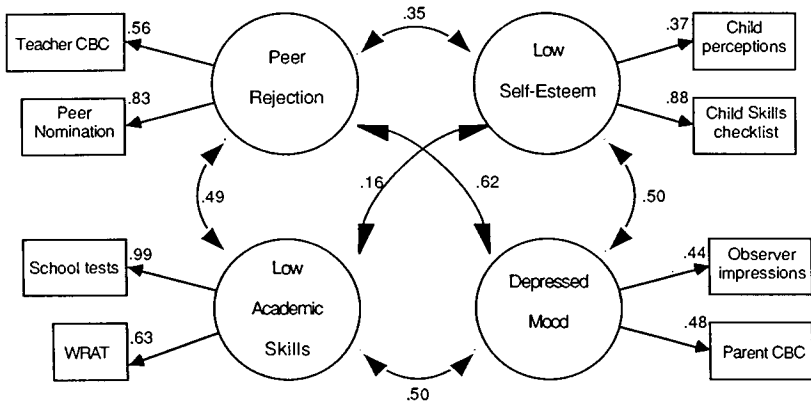 .35
.56
Teacher CBC
.83
Peer
Nomination
Peer
Rejection
Low
Self-Esteem
.37
Child
perceptions
.88
Child Skills
checklist
.49
.16
.62
.50
.99
School tests
.63
WRAT
Low
Academic
Skills
Depressed
Mood
.44
Observer
impressions
.48
Parent CBC
.50